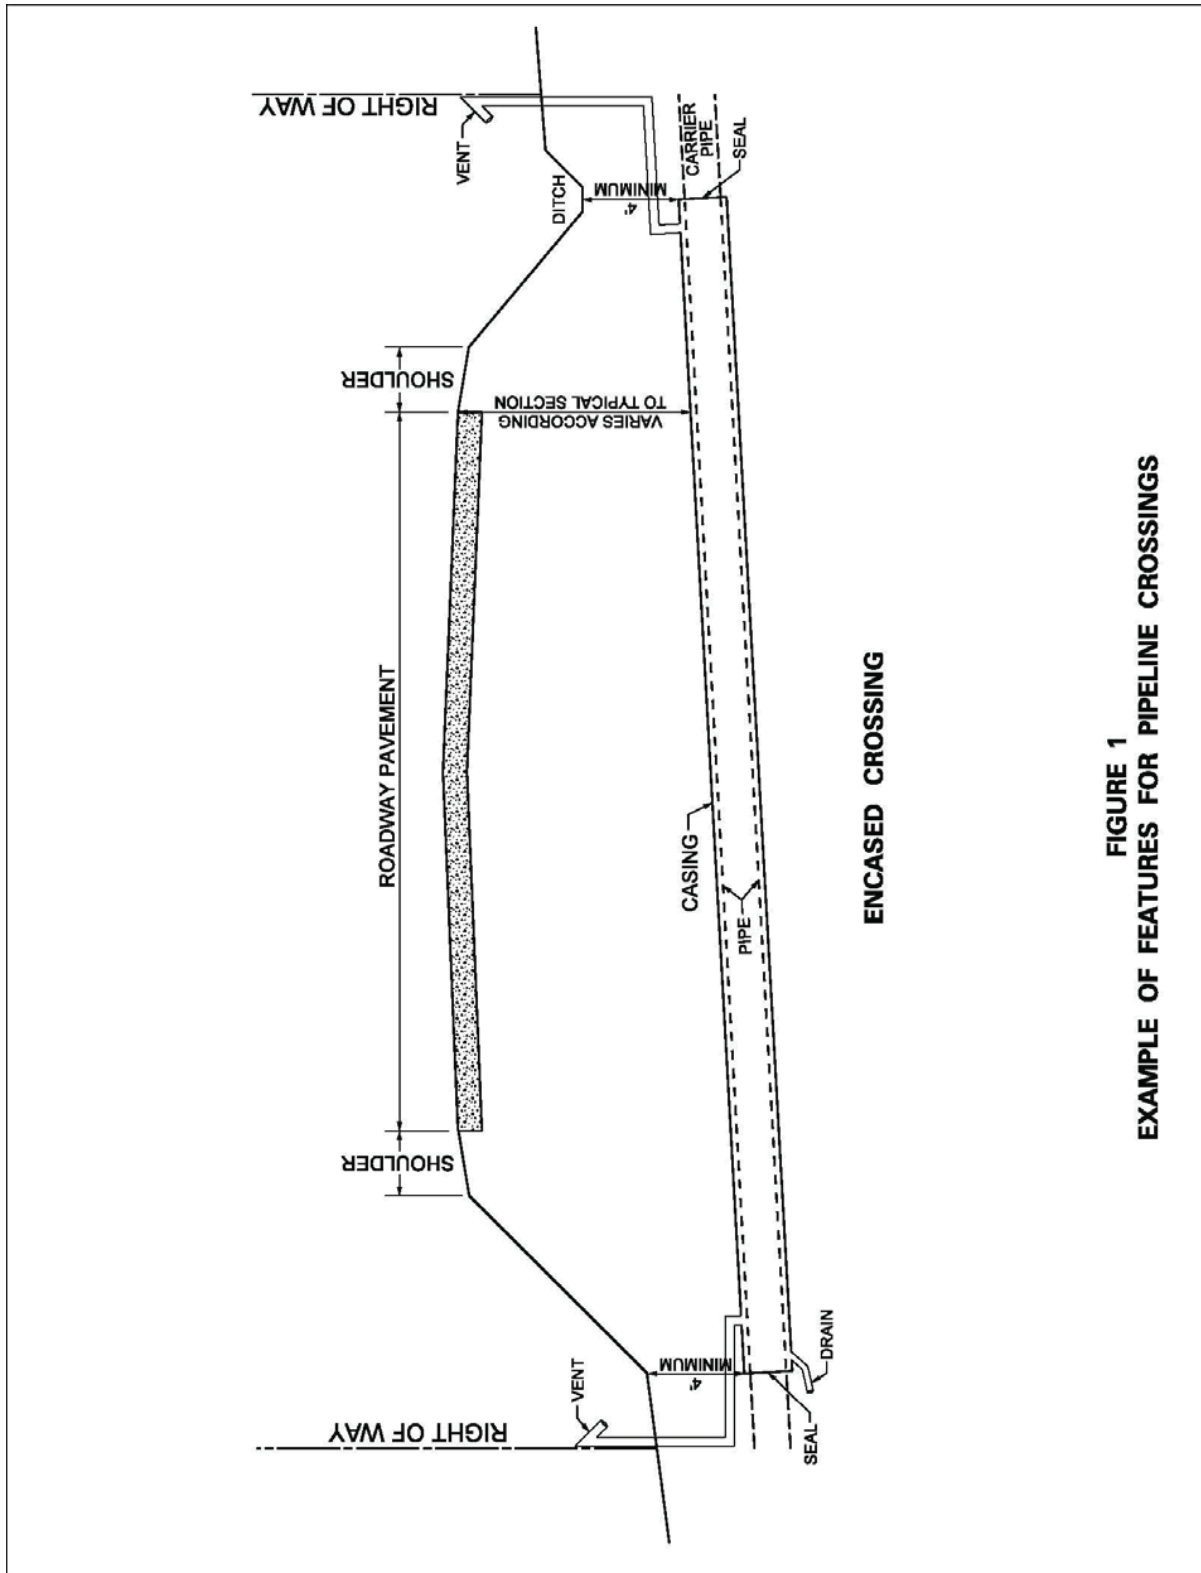 RIGHT OF WAY
RIGHT OF WAY
VENT
VENT
SHOULDER
ROADWAY PAVEMENT
SHOULDER
DITCH
4'
MINIMUM
4'
MINIMUM
VARIES ACCORDING
TO TYPICAL SECTION
CARRIER
PIPE
SEAL
CASING
PIPE
SEAL
DRAIN
ENCASED CROSSING
FIGURE 1
EXAMPLE OF FEATURES FOR PIPELINE CROSSINGS